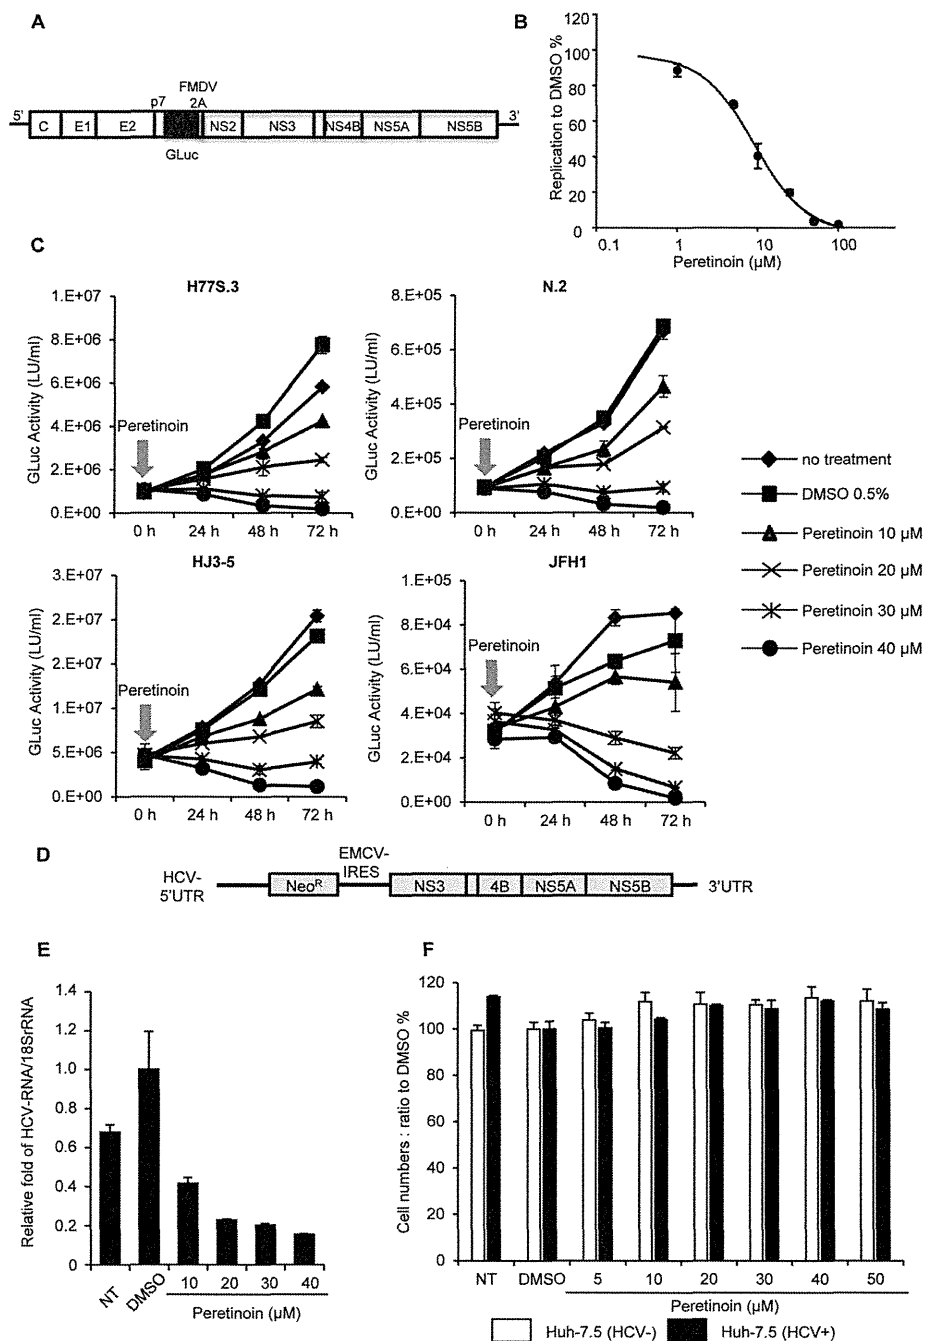 A
FMDV
p7 2A
5' 3'
C E1 E2 NS2 NS3 NS4B NS5A NS5B
GLuc
B
Replication to DMSO %
120
100
80
60
40
20
0
0.1 1 10 100
Peretinoin (µM)
C
H77S.3
GLuc Activity (LU/ml)
1.E+07
8.E+06
6.E+06
4.E+06
2.E+06
0.E+00
Peretinoin
0 h 24 h 48 h 72 h
N.2
GLuc Activity (LU/ml)
8.E+05
6.E+05
4.E+05
2.E+05
0.E+00
Peretinoin
0 h 24 h 48 h 72 h
HJ3-5
GLuc Activity (LU/ml)
3.E+07
2.E+07
2.E+07
1.E+07
5.E+06
0.E+00
Peretinoin
0 h 24 h 48 h 72 h
JFH1
GLuc Activity (LU/ml)
1.E+05
8.E+04
6.E+04
4.E+04
2.E+04
0.E+00
Peretinoin
0 h 24 h 48 h 72 h
no treatment
DMSO 0.5%
Peretinoin 10 µM
Peretinoin 20 µM
Peretinoin 30 µM
Peretinoin 40 µM
D
HCV-
5'UTR
EMCV-
IRES
Neo^R NS3 4B NS5A NS5B
3'UTR
E
Relative fold of HCV-RNA/18SrRNA
1.4
1.2
1.0
0.8
0.6
0.4
0.2
0
NT DMSO 10 20 30 40
Peretinoin (µM)
F
Cell numbers : ratio to DMSO %
120
100
80
60
40
20
0
NT DMSO 5 10 20 30 40 50
Peretinoin (µM)
Huh-7.5 (HCV-) Huh-7.5 (HCV+)